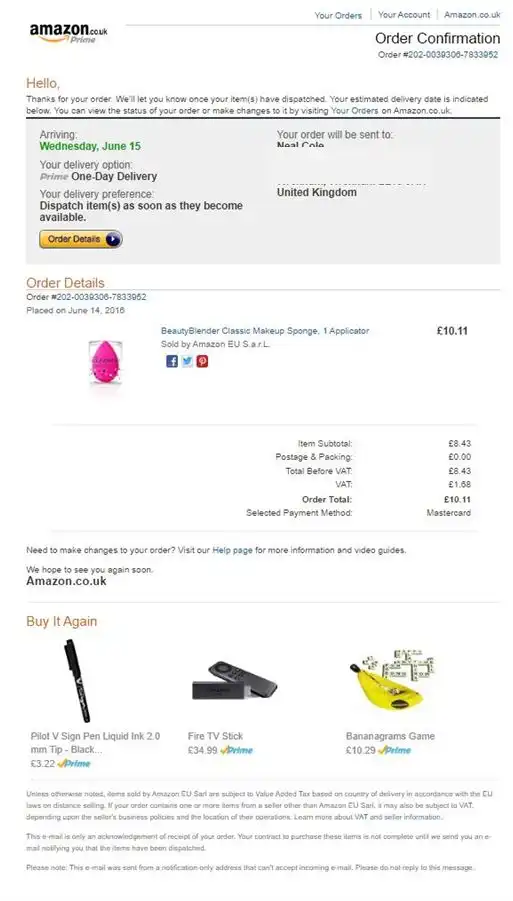 Your Orders | Your Account | Amazon.co.uk
amazon.co.uk
Prime
Order Confirmation
Order #202-0039306-7833952
Hello,
Thanks for your order. We'll let you know once your item(s) have dispatched. Your estimated delivery date is indicated
below. You can view the status of your order or make changes to it by visiting Your Orders on Amazon.co.uk.
Arriving:
Wednesday, June 15
Your delivery option:
Prime One-Day Delivery
Your delivery preference:
Dispatch item(s) as soon as they become
available.
Order Details
Your order will be sent to:
Neal Cole
United Kingdom
Order Details
Order #202-0039306-7833952
Placed on June 14, 2016
BeautyBlender Classic Makeup Sponge, 1 Applicator
£10.11
Sold by Amazon EU S.a.r.L.
Item Subtotal: £8.43
Postage & Packing: £0.00
Total Before VAT: £8.43
VAT: £1.68
Order Total: £10.11
Selected Payment Method: Mastercard
Need to make changes to your order? Visit our Help page for more information and video guides.
We hope to see you again soon.
Amazon.co.uk
Buy It Again
Pilot V Sign Pen Liquid Ink 2.0
mm Tip - Black...
£3.22 Prime
Fire TV Stick
£34.99 Prime
Bananagrams Game
£10.29 Prime
Unless otherwise noted, items sold by Amazon EU Sarl are subject to Value Added Tax based on country of delivery in accordance with the EU
laws on distance selling. If your order contains one or more items from a seller other than Amazon EU Sarl, it may also be subject to VAT,
depending upon the seller's business policies and the location of their operations. Learn more about VAT and seller information.
This e-mail is only an acknowledgement of receipt of your order. Your contract to purchase these items is not complete until we send you an e-
mail notifying you that the items have been dispatched.
Please note: This e-mail was sent from a notification-only address that can't accept incoming e-mail. Please do not reply to this message.